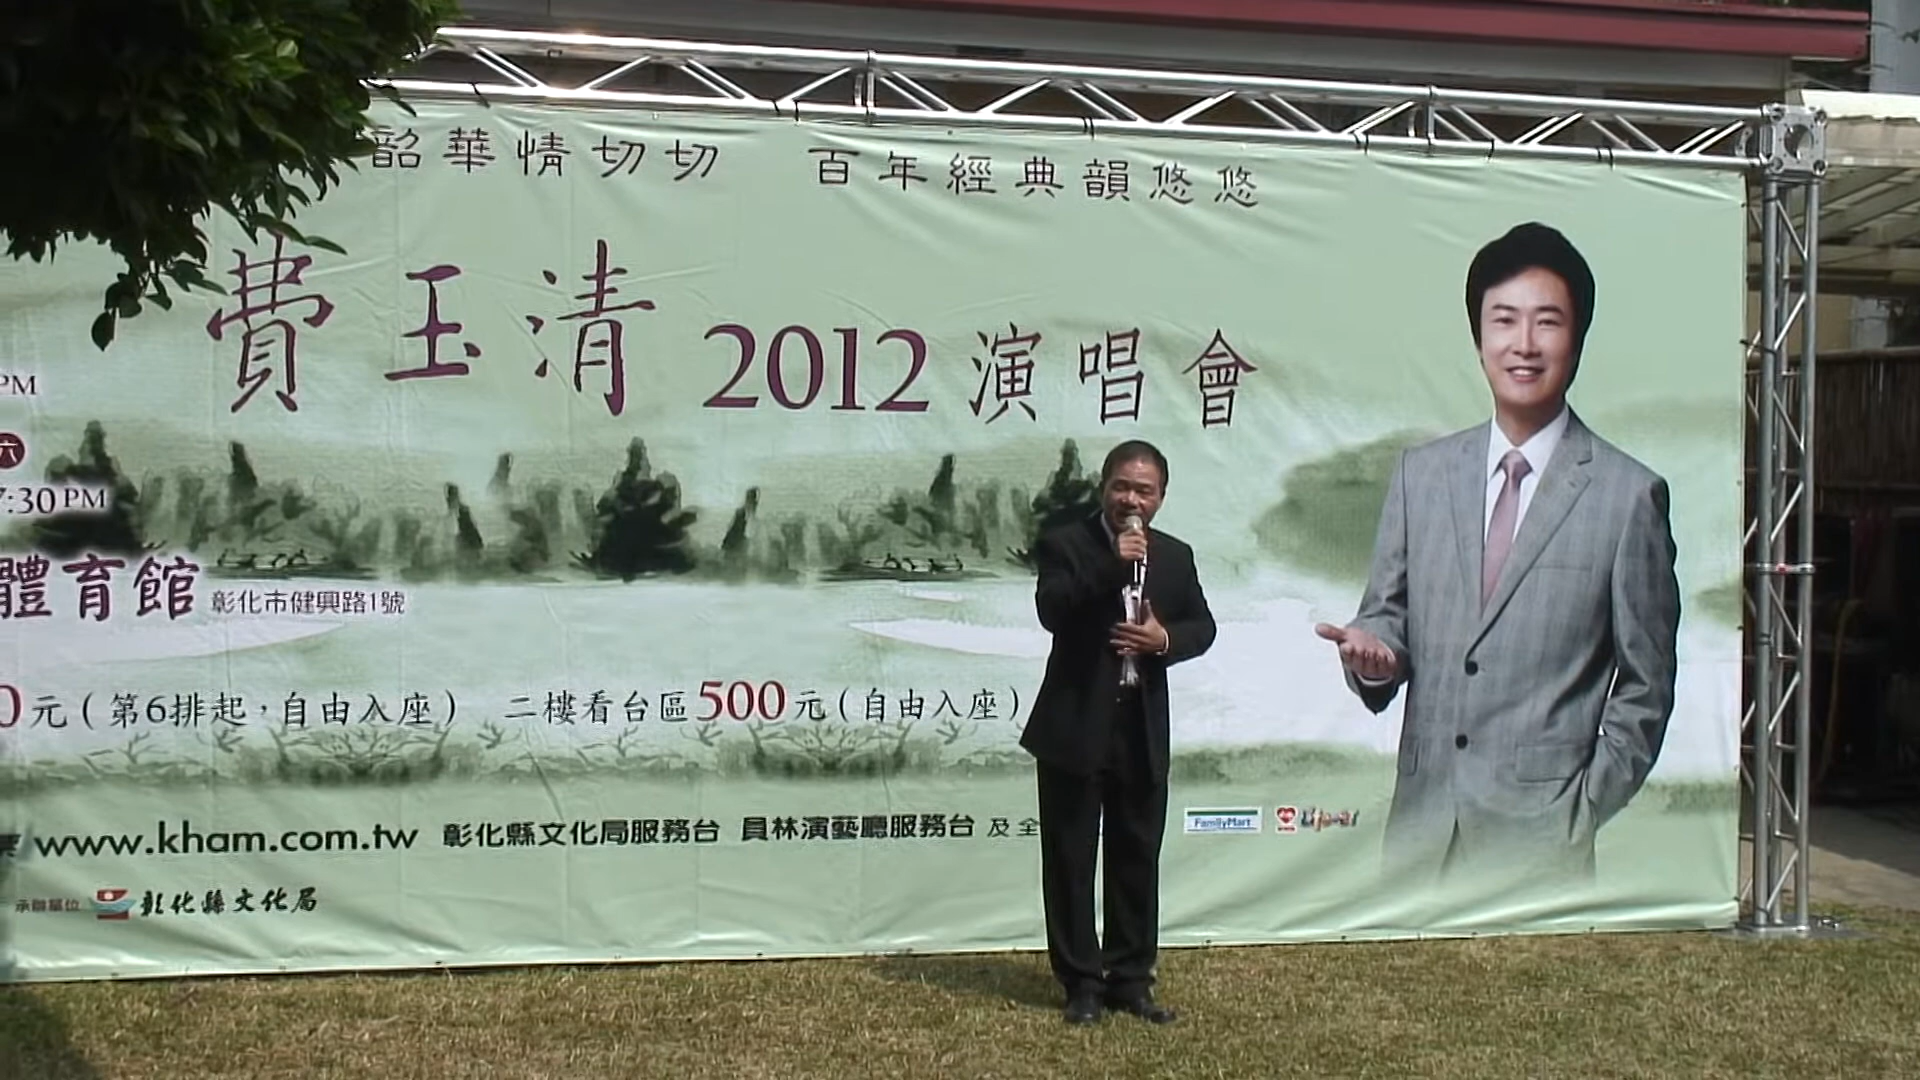 韶華情切切 百年經典韻悠悠
費玉清 2012 演唱會
PM
六
7:30 PM
體育館 彰化市健興路1號
0元(第6排起,自由入座) 二樓看台區500元(自由入座)
www.kham.com.tw 彰化縣文化局服務台 員林演藝廳服務台 及全
FamilyMart
承辦單位 彰化縣文化局